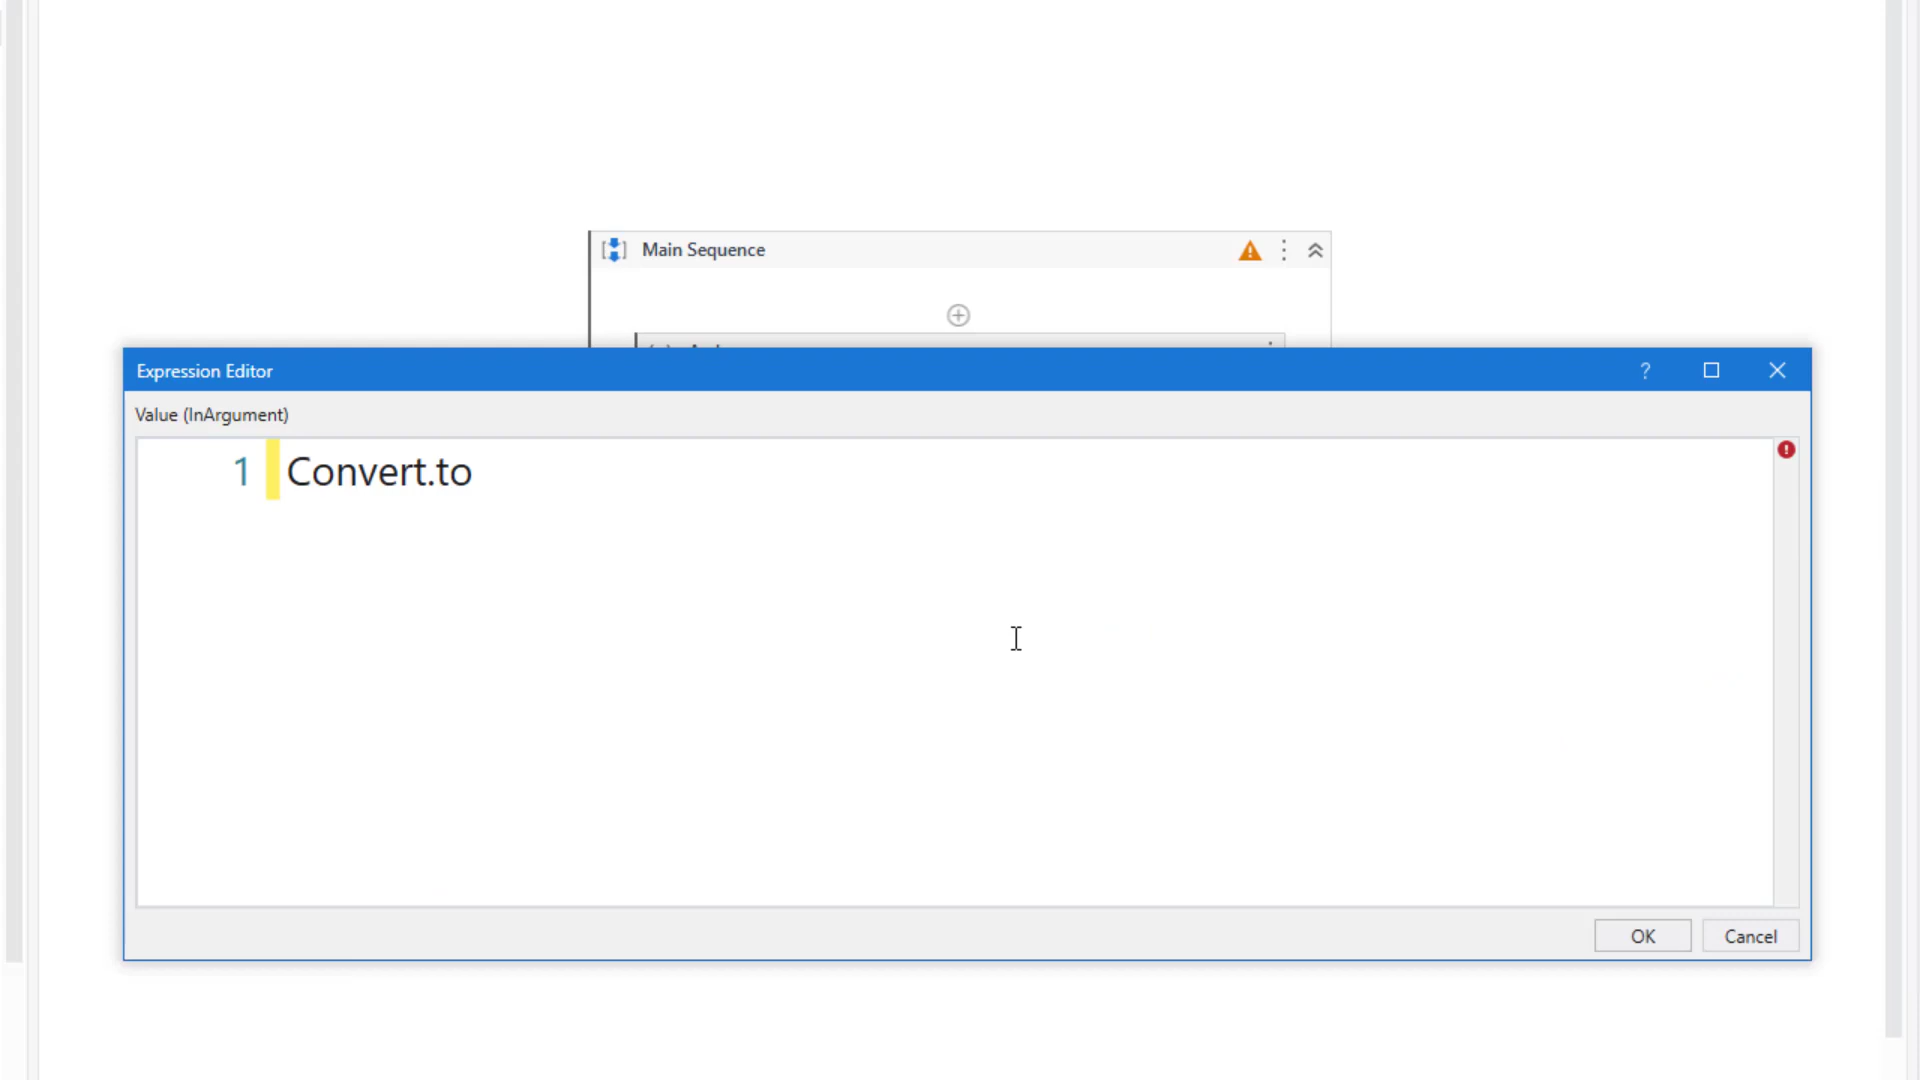 Main Sequence
Expression Editor
?
Value (InArgument)
1 Convert.to
OK
Cancel